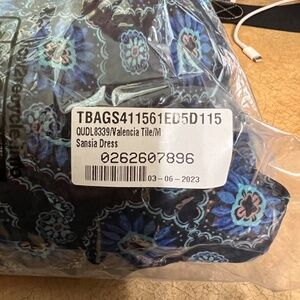 TBAGS411561ED5D115
QUDL8339/Valencia Tile/M
Sansia Dress
0262607896
03-06-2023